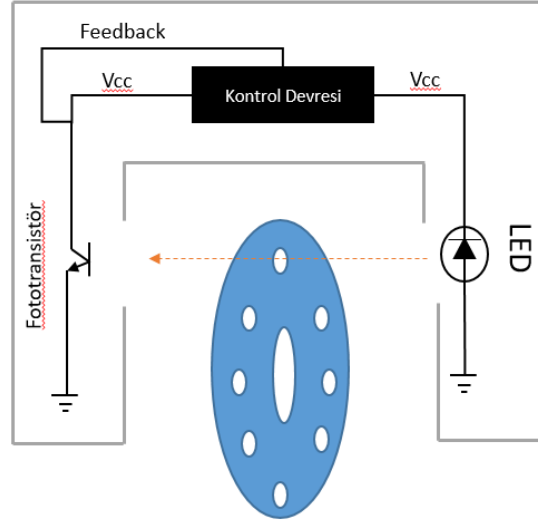 Feedback
Vcc
Kontrol Devresi
Vcc
Fototransistör
LED